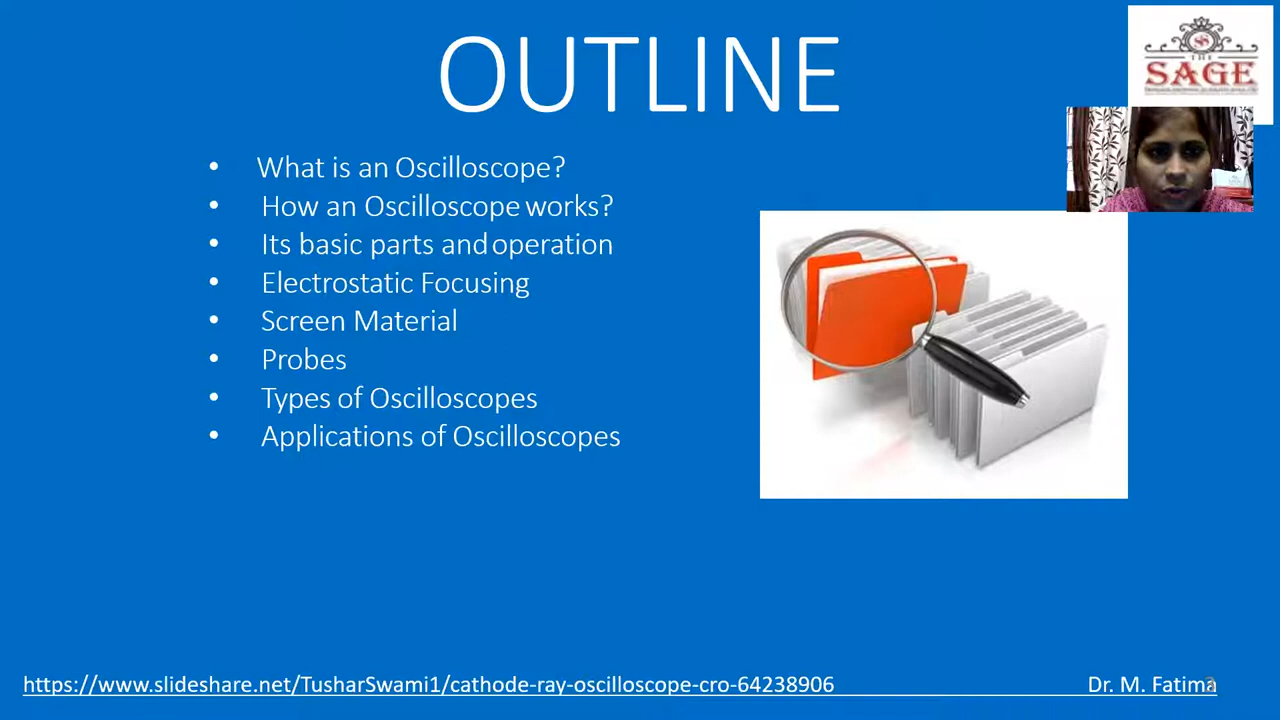 OUTLINE
THE
SAGE
• What is an Oscilloscope?
• How an Oscilloscope works?
• Its basic parts and operation
• Electrostatic Focusing
• Screen Material
• Probes
• Types of Oscilloscopes
• Applications of Oscilloscopes
https://www.slideshare.net/TusharSwami1/cathode-ray-oscilloscope-cro-64238906
Dr. M. Fatima